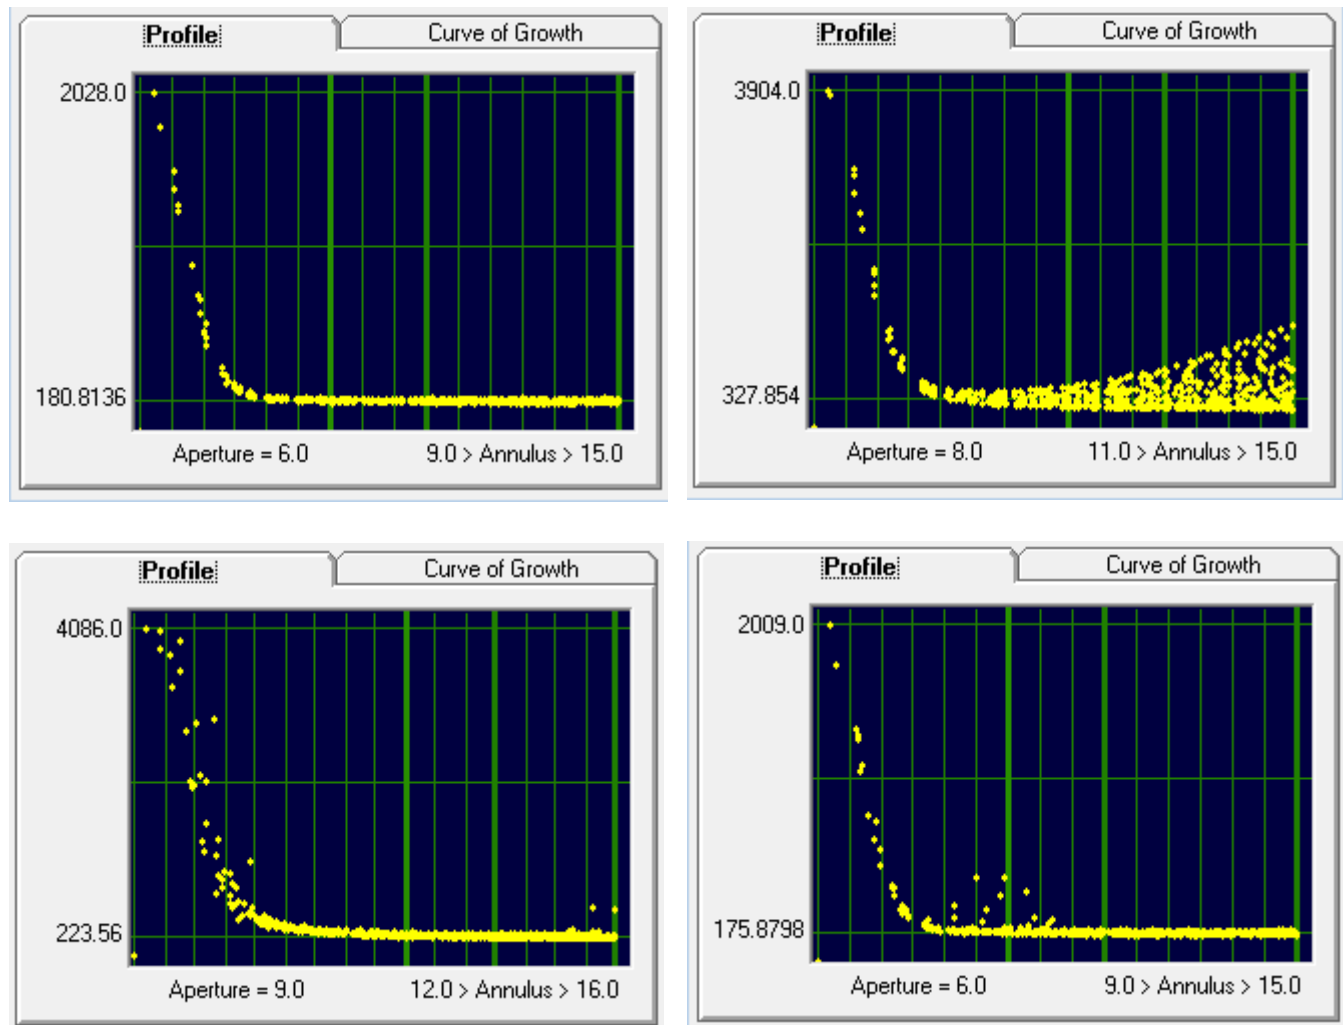 Profile Curve of Growth
2028.0
180.8136
Aperture = 6.0 9.0 > Annulus > 15.0
Profile Curve of Growth
3904.0
327.854
Aperture = 8.0 11.0 > Annulus > 15.0
Profile Curve of Growth
4086.0
223.56
Aperture = 9.0 12.0 > Annulus > 16.0
Profile Curve of Growth
2009.0
175.8798
Aperture = 6.0 9.0 > Annulus > 15.0